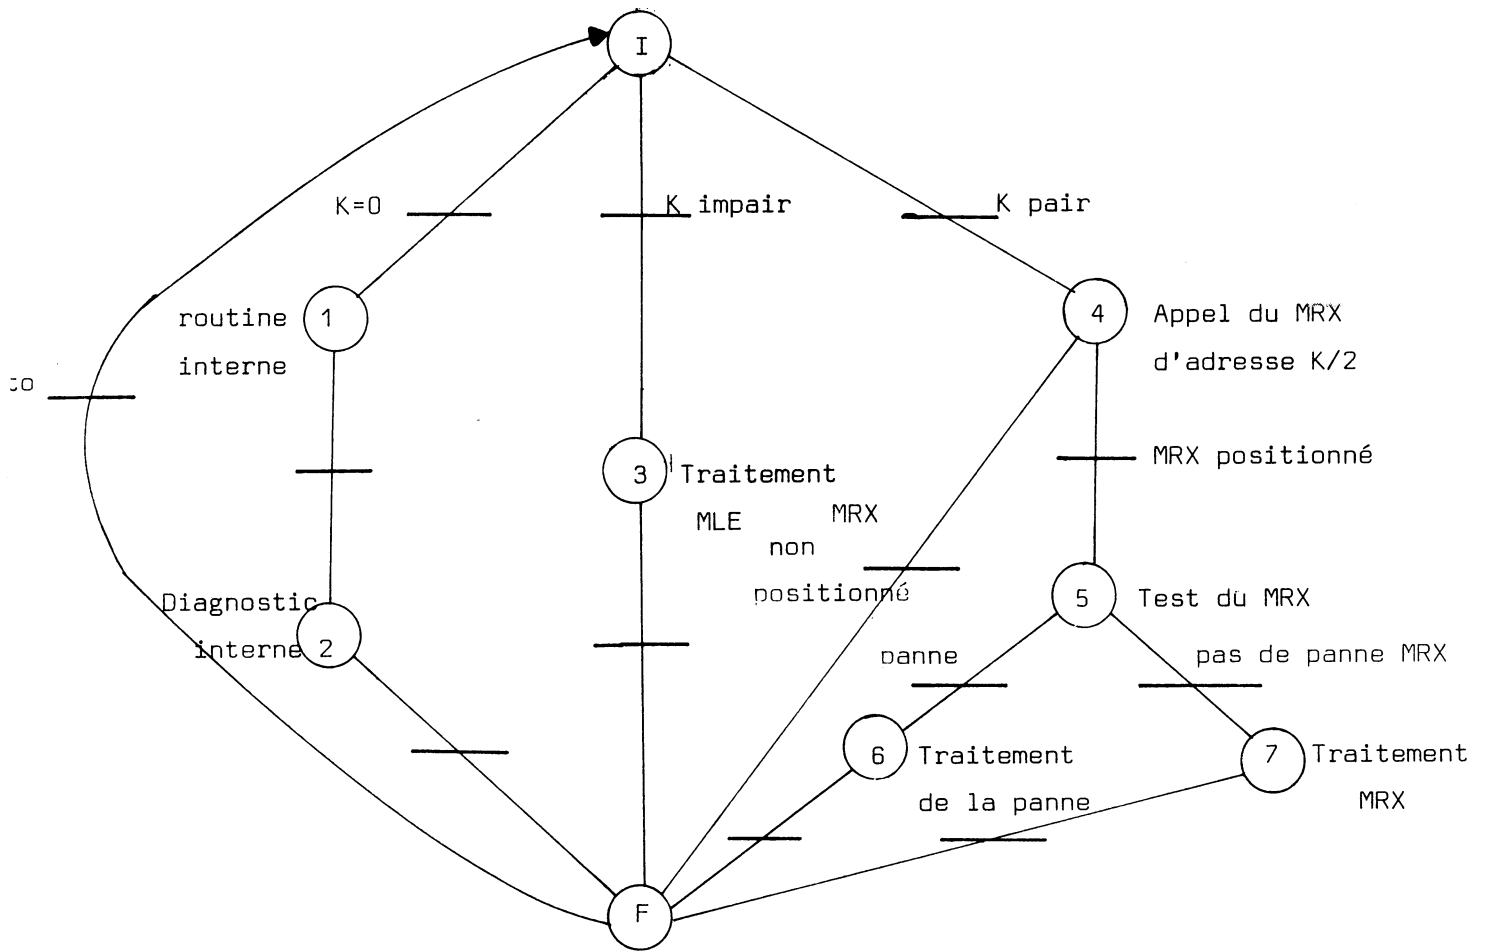 I
K=0
K impair
K pair
1
routine
interne
4
Appel du MRX
d'adresse K/2
3
Traitement
MLE
MRX positionné
MRX
non
positionné
Diagnostic
interne
2
5
Test du MRX
panne
pas de panne MRX
6
Traitement
de la panne
7
Traitement
MRX
F